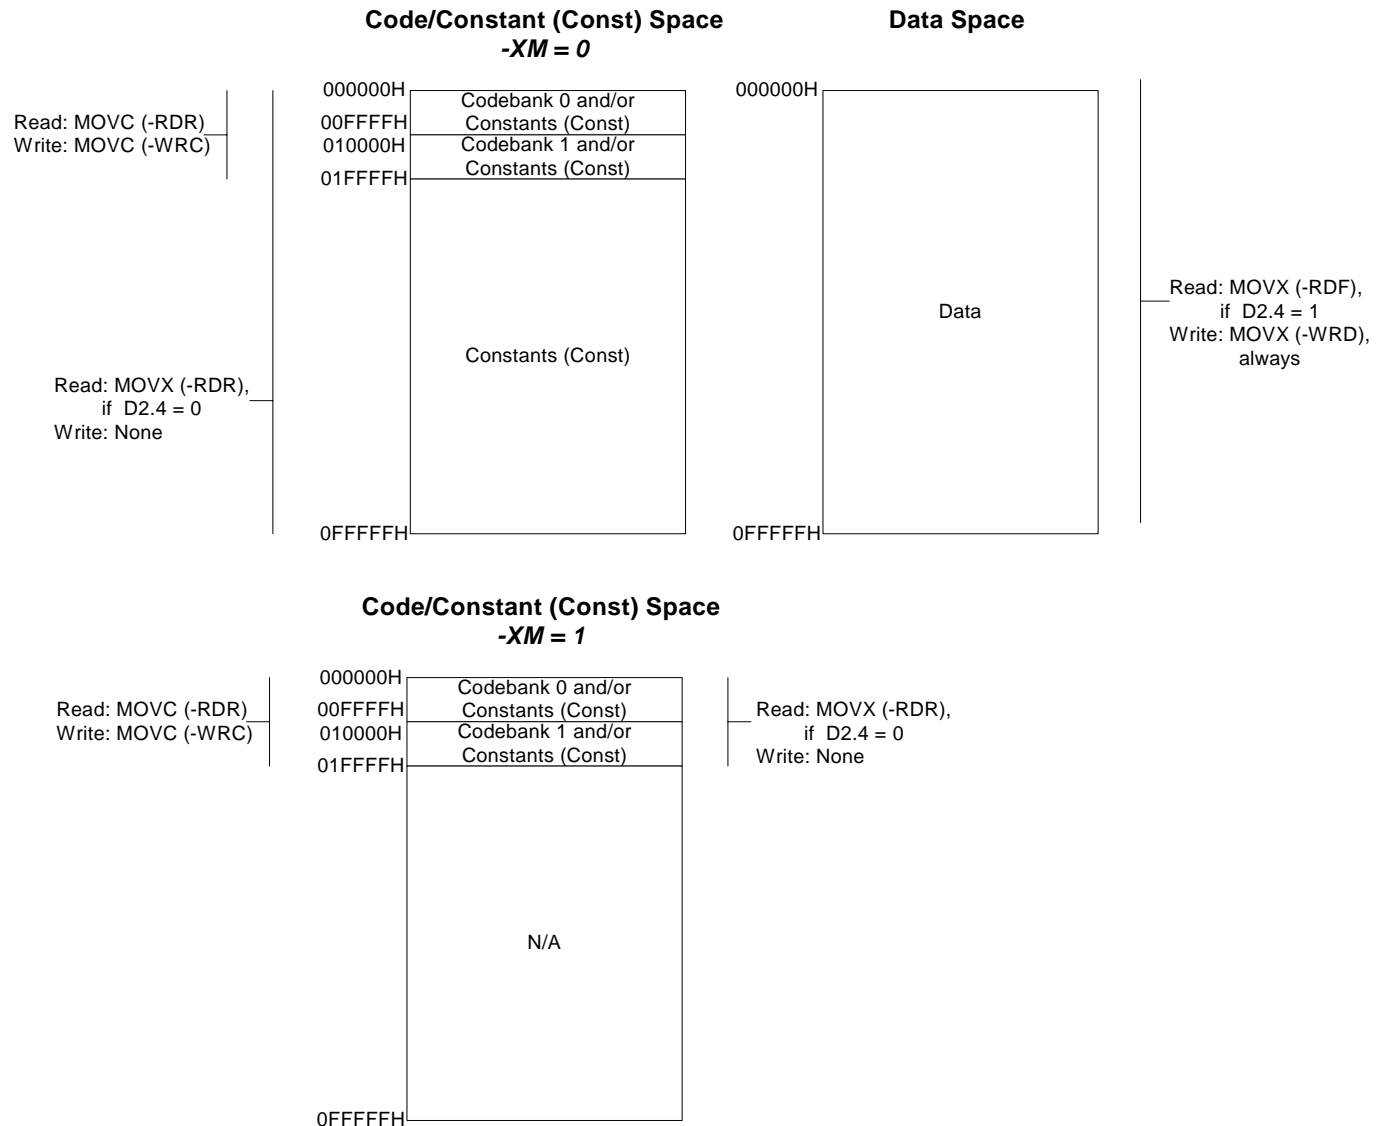 Code/Constant (Const) Space
-XM = 0
Data Space
Read: MOVC (-RDR)
Write: MOVC (-WRC)
000000H
00FFFFH
010000H
01FFFFH
Codebank 0 and/or
Constants (Const)
Codebank 1 and/or
Constants (Const)
Constants (Const)
Read: MOVX (-RDR),
if D2.4 = 0
Write: None
0FFFFFH
000000H
Data
0FFFFFH
Read: MOVX (-RDF),
if D2.4 = 1
Write: MOVX (-WRD),
always
Code/Constant (Const) Space
-XM = 1
Read: MOVC (-RDR)
Write: MOVC (-WRC)
000000H
00FFFFH
010000H
01FFFFH
Codebank 0 and/or
Constants (Const)
Codebank 1 and/or
Constants (Const)
Read: MOVX (-RDR),
if D2.4 = 0
Write: None
N/A
0FFFFFH